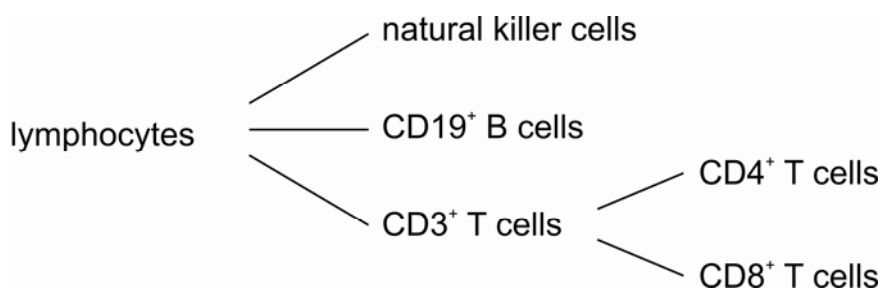 natural killer cells
lymphocytes
CD19⁺ B cells
CD3⁺ T cells
CD4⁺ T cells
CD8⁺ T cells